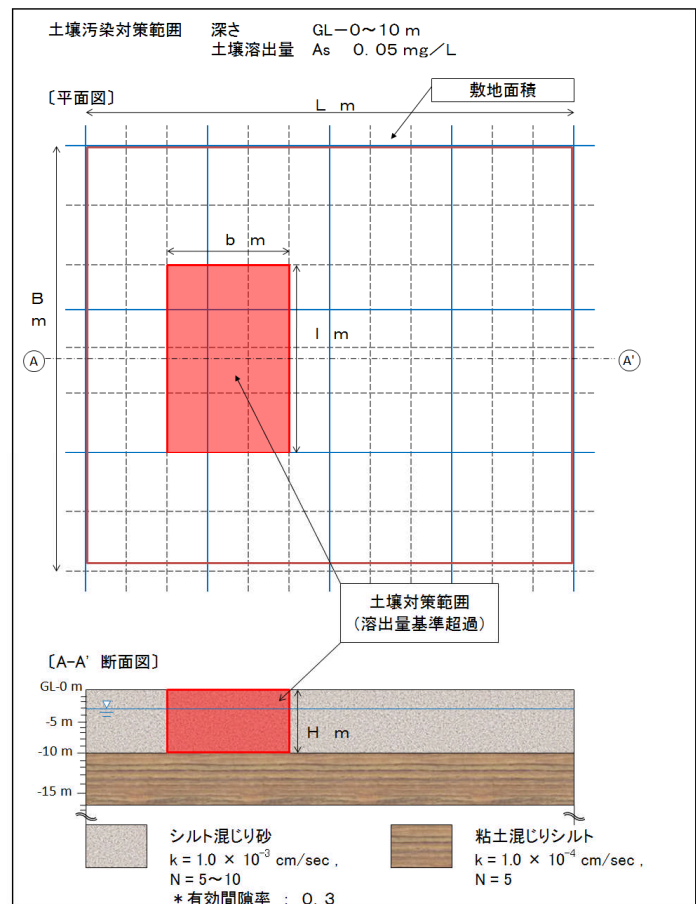 土壌汚染対策範囲 深さ GL－0～10 m
土壌溶出量 As 0.05 mg／L
〔平面図〕
敷地面積
L m
b m
B
m
l m
A
A'
土壌対策範囲
（溶出量基準超過）
〔A-A' 断面図〕
GL-0 m
-5 m
H m
-10 m
-15 m
シルト混じり砂
k = 1.0 × 10⁻³ cm/sec ,
N = 5～10
＊有効間隙率 : 0.3
粘土混じりシルト
k = 1.0 × 10⁻⁴ cm/sec ,
N = 5